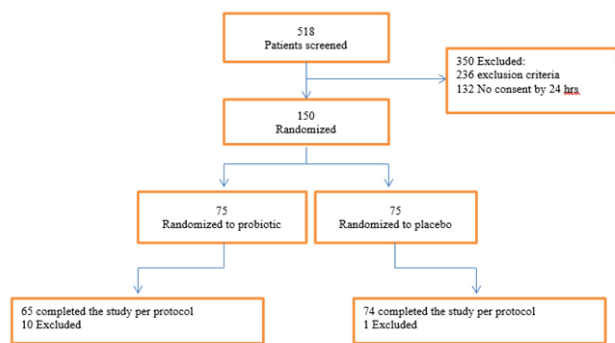 518
Patients screened
350 Excluded:
236 exclusion criteria
132 No consent by 24 hrs
150
Randomized
75
Randomized to probiotic
75
Randomized to placebo
65 completed the study per protocol
10 Excluded
74 completed the study per protocol
1 Excluded